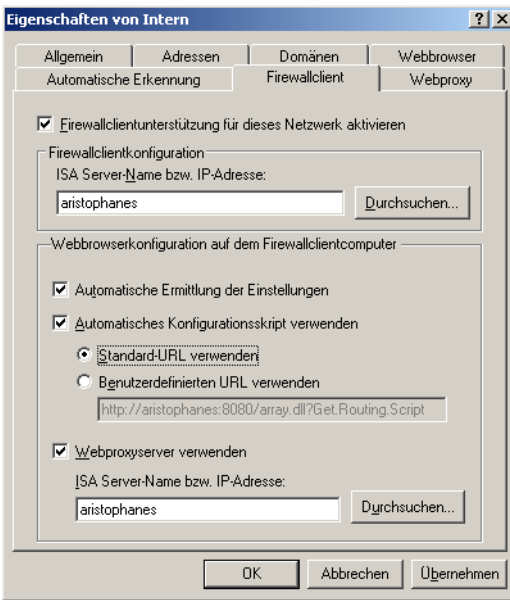 Eigenschaften von Intern
Allgemein Adressen Domänen Webbrowser
Automatische Erkennung Firewallclient Webproxy
Firewallclientunterstützung für dieses Netzwerk aktivieren
Firewallclientkonfiguration
ISA Server-Name bzw. IP-Adresse:
aristophanes Durchsuchen...
Webbrowserkonfiguration auf dem Firewallclientcomputer
Automatische Ermittlung der Einstellungen
Automatisches Konfigurationsskript verwenden
Standard-URL verwenden
Benutzerdefinierten URL verwenden
http://aristophanes:8080/array.dll?Get.Routing.Script
Webproxyserver verwenden
ISA Server-Name bzw. IP-Adresse:
aristophanes Durchsuchen...
OK Abbrechen Übernehmen